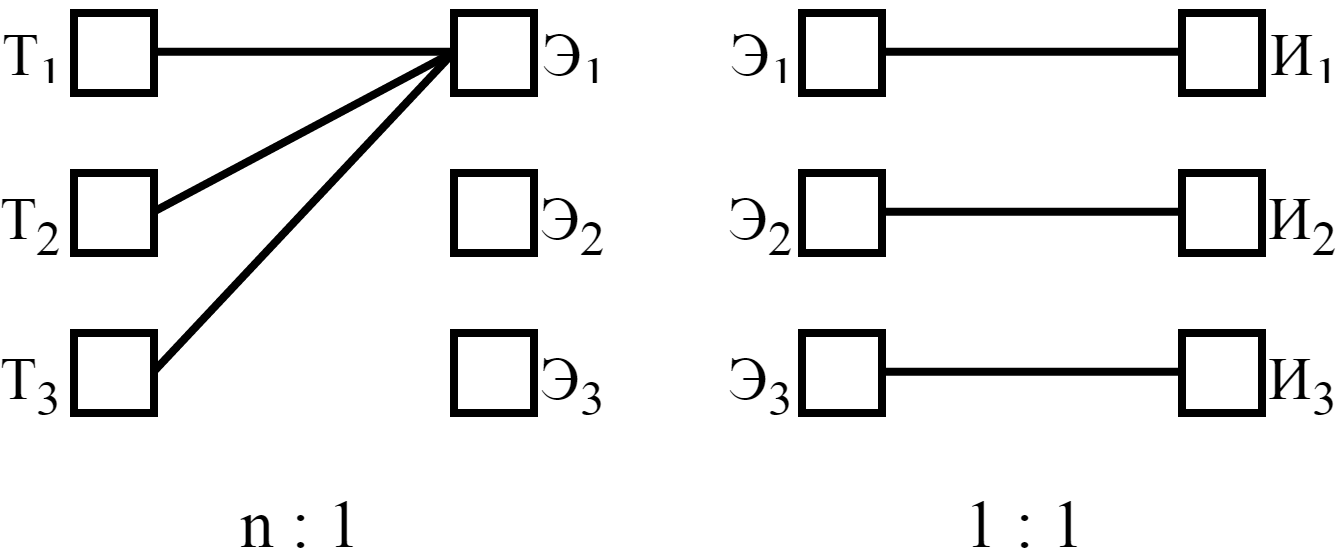 Т₁ Э₁ Э₁ И₁
Т₂ Э₂ Э₂ И₂
Т₃ Э₃ Э₃ И₃
n : 1 1 : 1